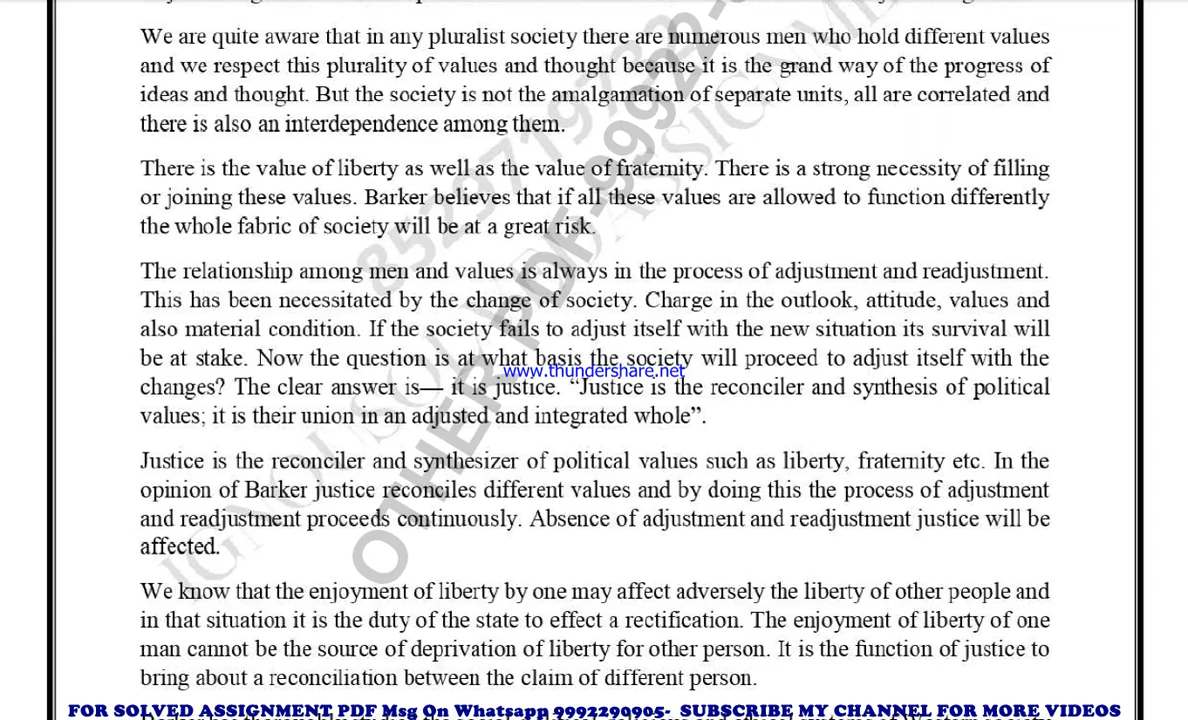 We are quite aware that in any pluralist society there are numerous men who hold different values
and we respect this plurality of values and thought because it is the grand way of the progress of
ideas and thought. But the society is not the amalgamation of separate units, all are correlated and
there is also an interdependence among them.
There is the value of liberty as well as the value of fraternity. There is a strong necessity of filling
or joining these values. Barker believes that if all these values are allowed to function differently
the whole fabric of society will be at a great risk.
The relationship among men and values is always in the process of adjustment and readjustment.
This has been necessitated by the change of society. Charge in the outlook, attitude, values and
also material condition. If the society fails to adjust itself with the new situation its survival will
be at stake. Now the question is at what basis the society will proceed to adjust itself with the
www.thundershare.net
changes? The clear answer is— it is justice. “Justice is the reconciler and synthesis of political
values; it is their union in an adjusted and integrated whole”.
Justice is the reconciler and synthesizer of political values such as liberty, fraternity etc. In the
opinion of Barker justice reconciles different values and by doing this the process of adjustment
and readjustment proceeds continuously. Absence of adjustment and readjustment justice will be
affected.
We know that the enjoyment of liberty by one may affect adversely the liberty of other people and
in that situation it is the duty of the state to effect a rectification. The enjoyment of liberty of one
man cannot be the source of deprivation of liberty for other person. It is the function of justice to
bring about a reconciliation between the claim of different person.
FOR SOLVED ASSIGNMENT PDF Msg On Whatsapp 9992290905- SUBSCRIBE MY CHANNEL FOR MORE VIDEOS
OTHER PDF-9992-